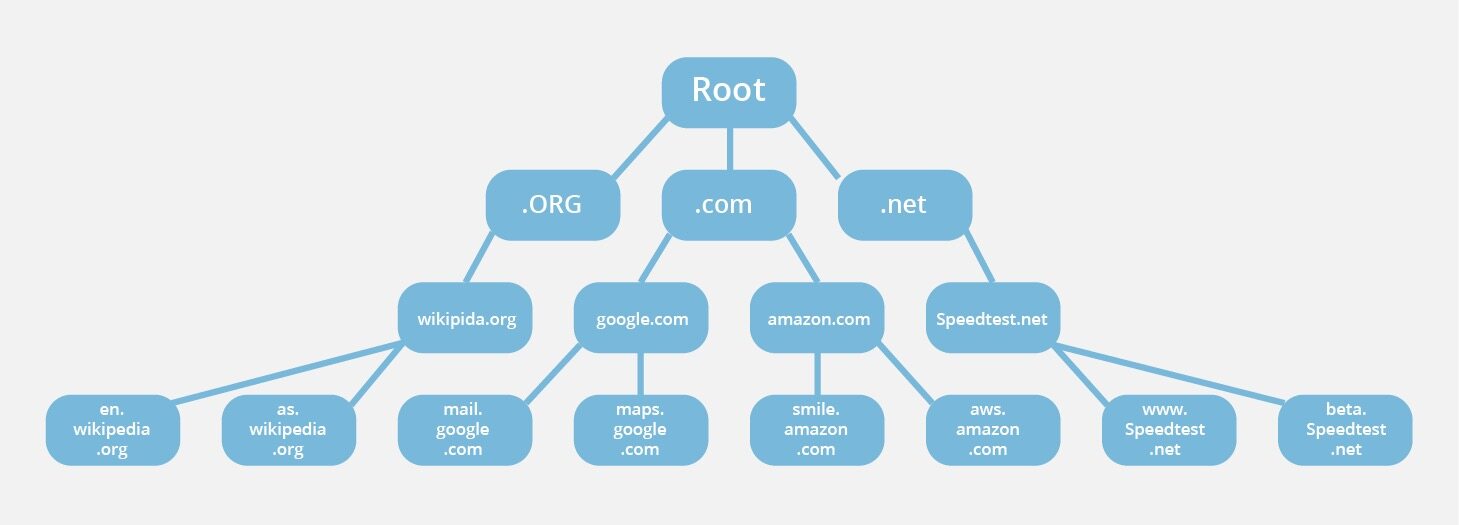 Root
.ORG
.com
.net
wikipida.org
google.com
amazon.com
Speedtest.net
en.
wikipedia
.org
as.
wikipedia
.org
mail.
google
.com
maps.
google
.com
smile.
amazon
.com
aws.
amazon
.com
www.
Speedtest
.net
beta.
Speedtest
.net